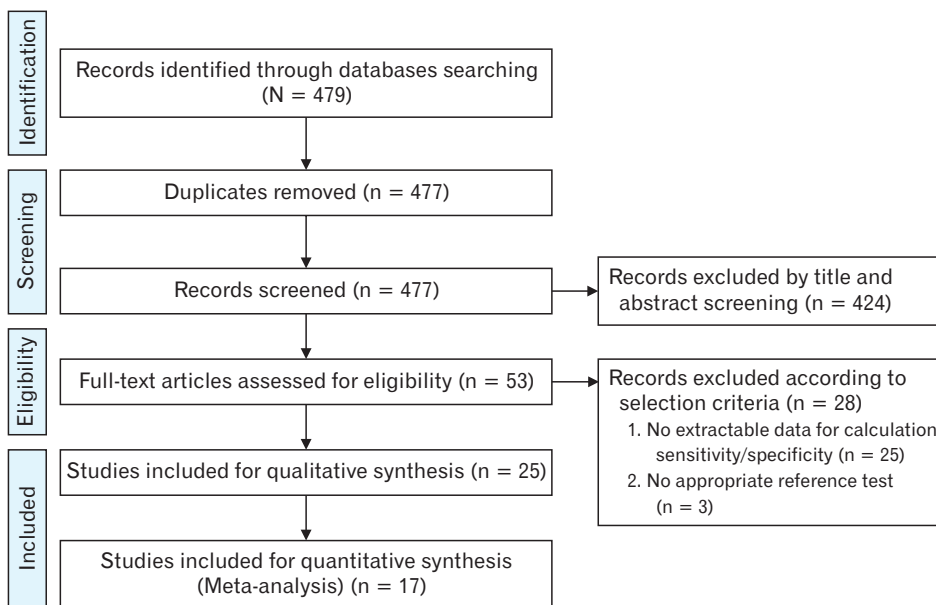 Identification
Records identified through databases searching
(N = 479)
Screening
Duplicates removed (n = 477)
Records screened (n = 477)
Records excluded by title and
abstract screening (n = 424)
Eligibility
Full-text articles assessed for eligibility (n = 53)
Records excluded according to
selection criteria (n = 28)
1. No extractable data for calculation
sensitivity/specificity (n = 25)
2. No appropriate reference test
(n = 3)
Included
Studies included for qualitative synthesis (n = 25)
Studies included for quantitative synthesis
(Meta-analysis) (n = 17)